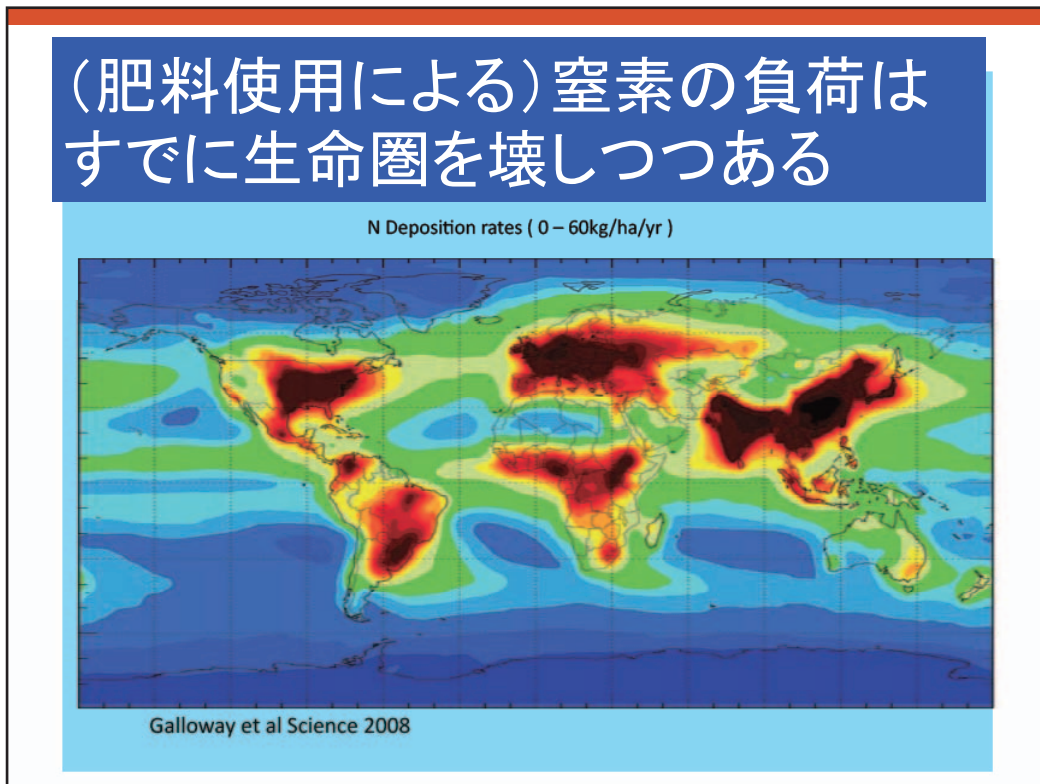 （肥料使用による）窒素の負荷は
すでに生命圏を壊しつつある
N Deposition rates ( 0 – 60kg/ha/yr )
Galloway et al Science 2008